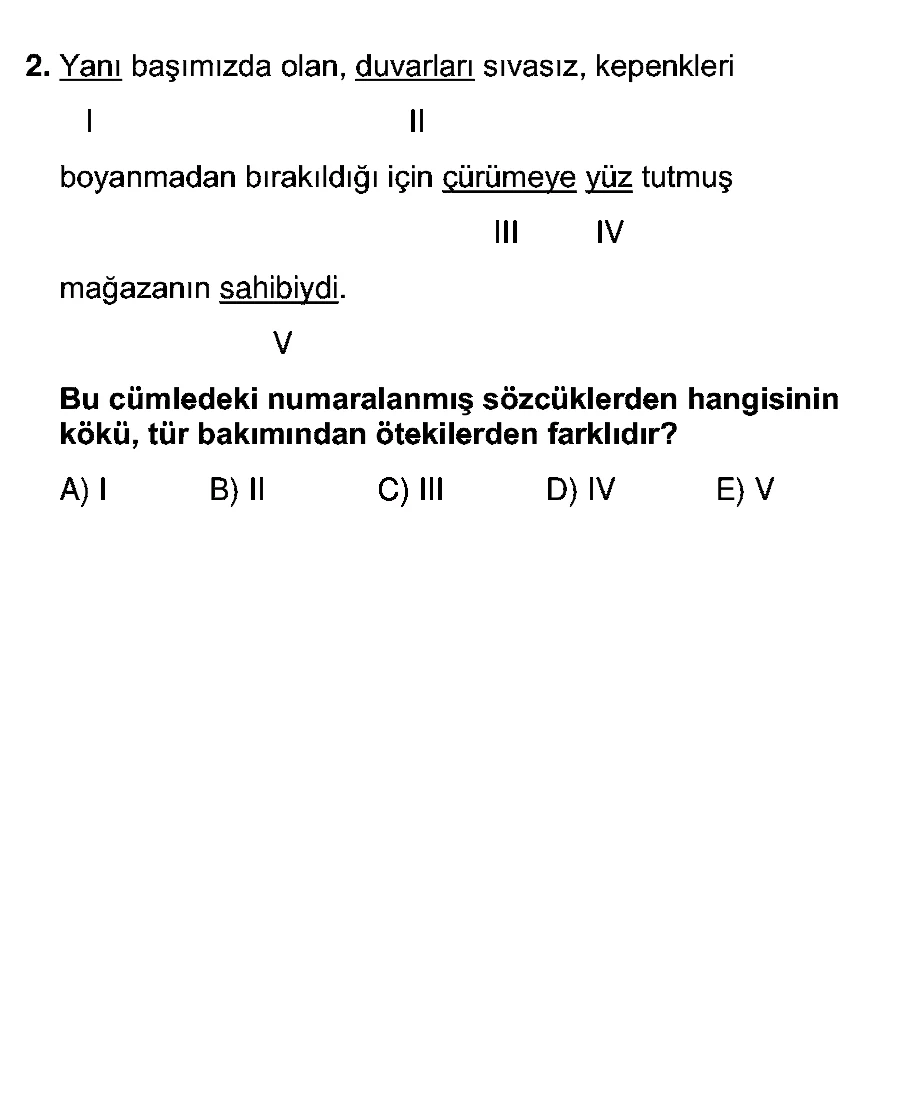 2. Yanı başımızda olan, duvarları sıvasız, kepenkleri
I II
boyanmadan bırakıldığı için çürümeye yüz tutmuş
III IV
mağazanın sahibiydi.
V
Bu cümledeki numaralanmış sözcüklerden hangisinin
kökü, tür bakımından ötekilerden farklıdır?
A) I B) II C) III D) IV E) V